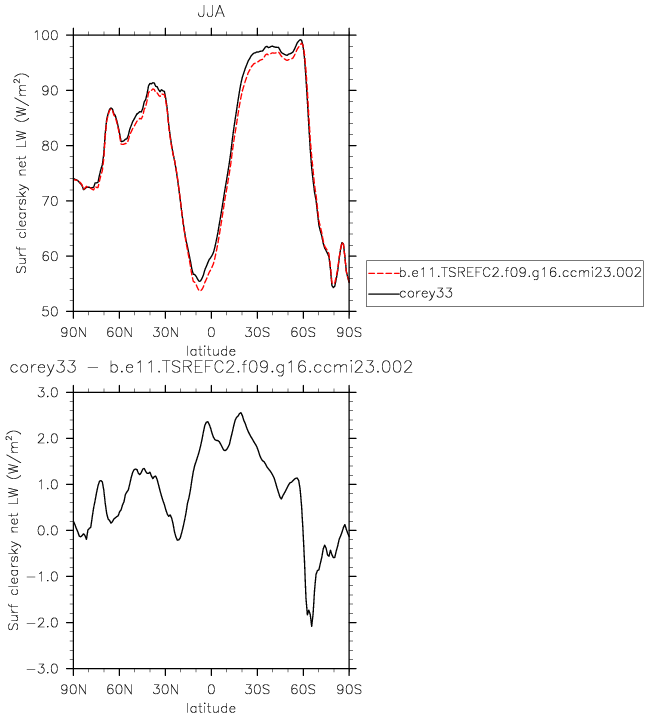 JJA
Surf clearsky net LW (W/m²)
100
90
80
70
60
50
90N 60N 30N 0 30S 60S 90S
latitude
b.e11.TSREFC2.f09.g16.ccmi23.002
corey33
corey33 − b.e11.TSREFC2.f09.g16.ccmi23.002
Surf clearsky net LW (W/m²)
3.0
2.0
1.0
0.0
−1.0
−2.0
−3.0
90N 60N 30N 0 30S 60S 90S
latitude